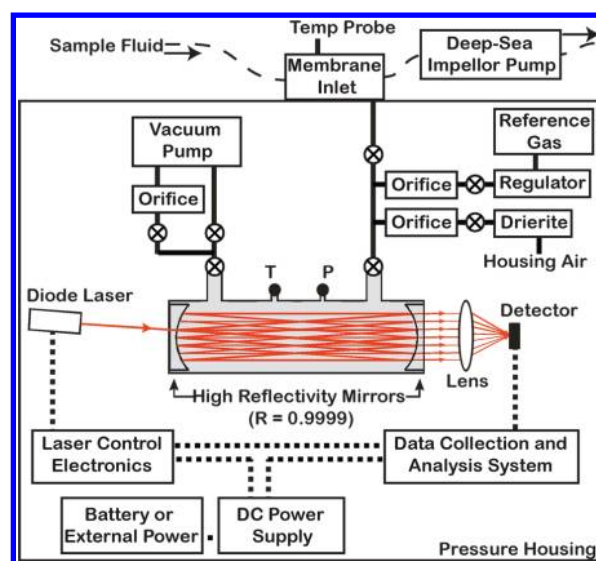 Temp Probe
Sample Fluid
Deep-Sea
Impellor Pump
Membrane
Inlet
Vacuum
Pump
Reference
Gas
Orifice
Orifice
Regulator
Orifice
Drierite
Housing Air
T
P
Diode Laser
Detector
Lens
High Reflectivity Mirrors
(R = 0.9999)
Laser Control
Electronics
Data Collection and
Analysis System
Battery or
External Power
DC Power
Supply
Pressure Housing